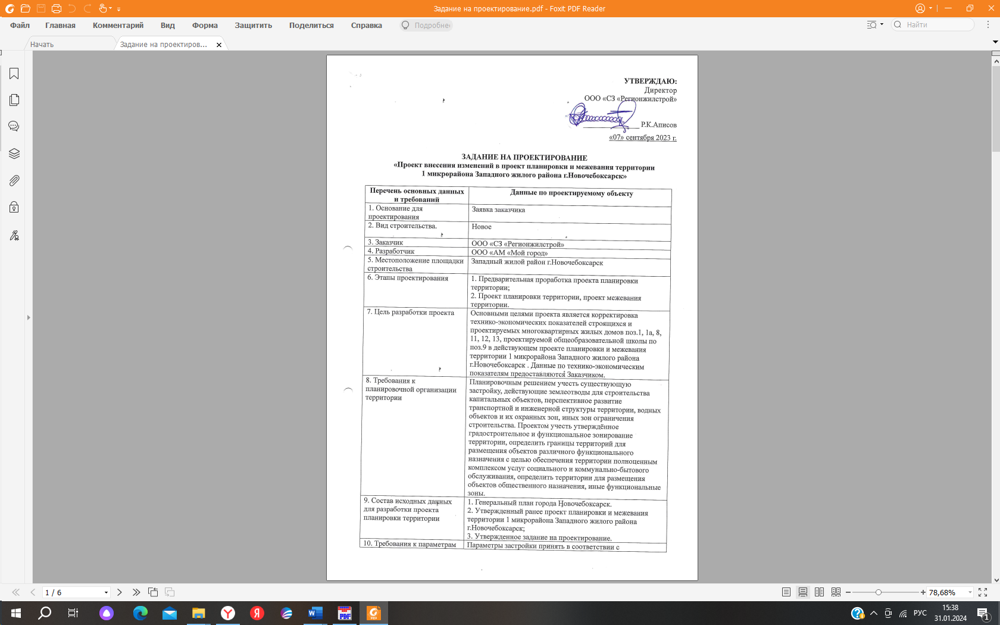 Задание на проектирование.pdf - Foxit PDF Reader
Файл Главная Комментарий Вид Форма Защитить Поделиться Справка Подробне Найти
Начать Задание на проектиров...
УТВЕРЖДАЮ:
Директор
ООО «СЗ «Регионжилстрой»
Р.К.Аписов
«07» сентября 2023 г.
ЗАДАНИЕ НА ПРОЕКТИРОВАНИЕ
«Проект внесения изменений в проект планировки и межевания территории
1 микрорайона Западного жилого района г.Новочебоксарск»
Перечень основных данных
и требований
Данные по проектируемому объекту
1. Основание для
проектирования
Заявка заказчика
2. Вид строительства.
Новое
3. Заказчик
ООО «СЗ «Регионжилстрой»
4. Разработчик
ООО «АМ «Мой город»
5. Местоположение площадки
строительства
Западный жилой район г.Новочебоксарск
6. Этапы проектирования
1. Предварительная проработка проекта планировки
территории;
2. Проект планировки территории, проект межевания
территории.
7. Цель разработки проекта
Основными целями проекта является корректировка
технико-экономических показателей строящихся и
проектируемых многоквартирных жилых домов поз.1, 1а, 8,
11, 12, 13, проектируемой общеобразовательной школы по
поз.9 в действующем проекте планировки и межевания
территории 1 микрорайона Западного жилого района
г.Новочебоксарск . Данные по технико-экономическим
показателям предоставляются Заказчиком.
8. Требования к
планировочной организации
территории
Планировочным решением учесть существующую
застройку, действующие землеотводы для строительства
капитальных объектов, перспективное развитие
транспортной и инженерной структуры территории, водных
объектов и их охранных зон, иных зон ограничения
строительства. Проектом учесть утверждённое
градостроительное и функциональное зонирование
территории, определить границы территорий для
размещения объектов различного функционального
назначения с целью обеспечения территории полноценным
комплексом услуг социального и коммунально-бытового
обслуживания, определить территории для размещения
объектов общественного назначения, иные функциональные
зоны.
9. Состав исходных данных
для разработки проекта
планировки территории
1. Генеральный план города Новочебоксарск.
2. Утвержденный ранее проект планировки и межевания
территории 1 микрорайона Западного жилого района
г.Новочебоксарск;
3. Утвержденное задание на проектирование.
10. Требования к параметрам
Параметры застройки принять в соответствии с
1 / 6
78,68%
РУС
15:38
31.01.2024
1